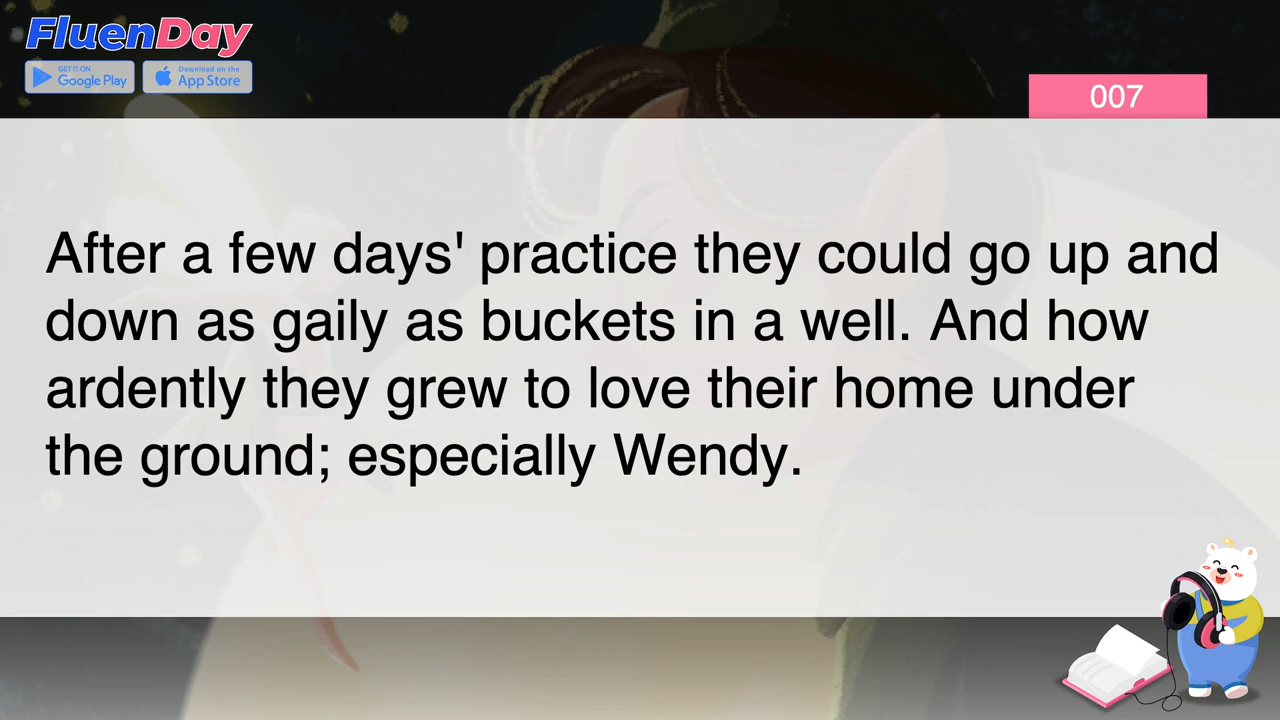 FluenDay
GET IT ON
Google Play
Download on the
App Store
007
After a few days' practice they could go up and
down as gaily as buckets in a well. And how
ardently they grew to love their home under
the ground; especially Wendy.